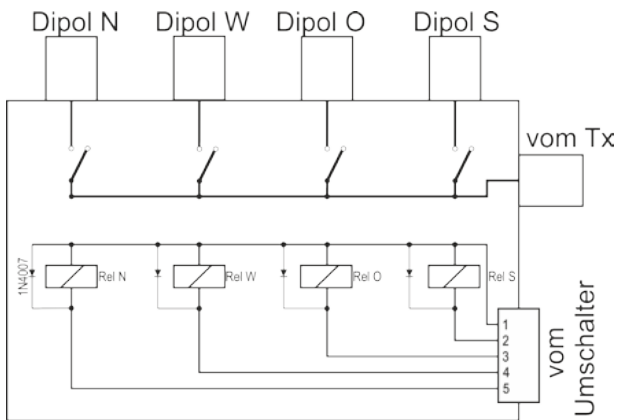 Dipol N
Dipol W
Dipol O
Dipol S
vom Tx
1N4007
Rel N
Rel W
Rel O
Rel S
1
2
3
4
5
vom
Umschalter